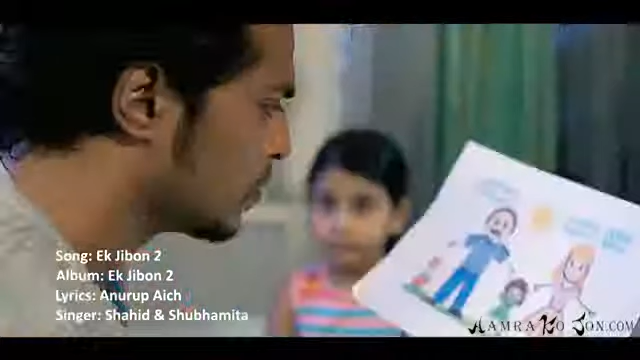 Song: Ek Jibon 2
Album: Ek Jibon 2
Lyrics: Anurup Aich
Singer: Shahid & Shubhamita